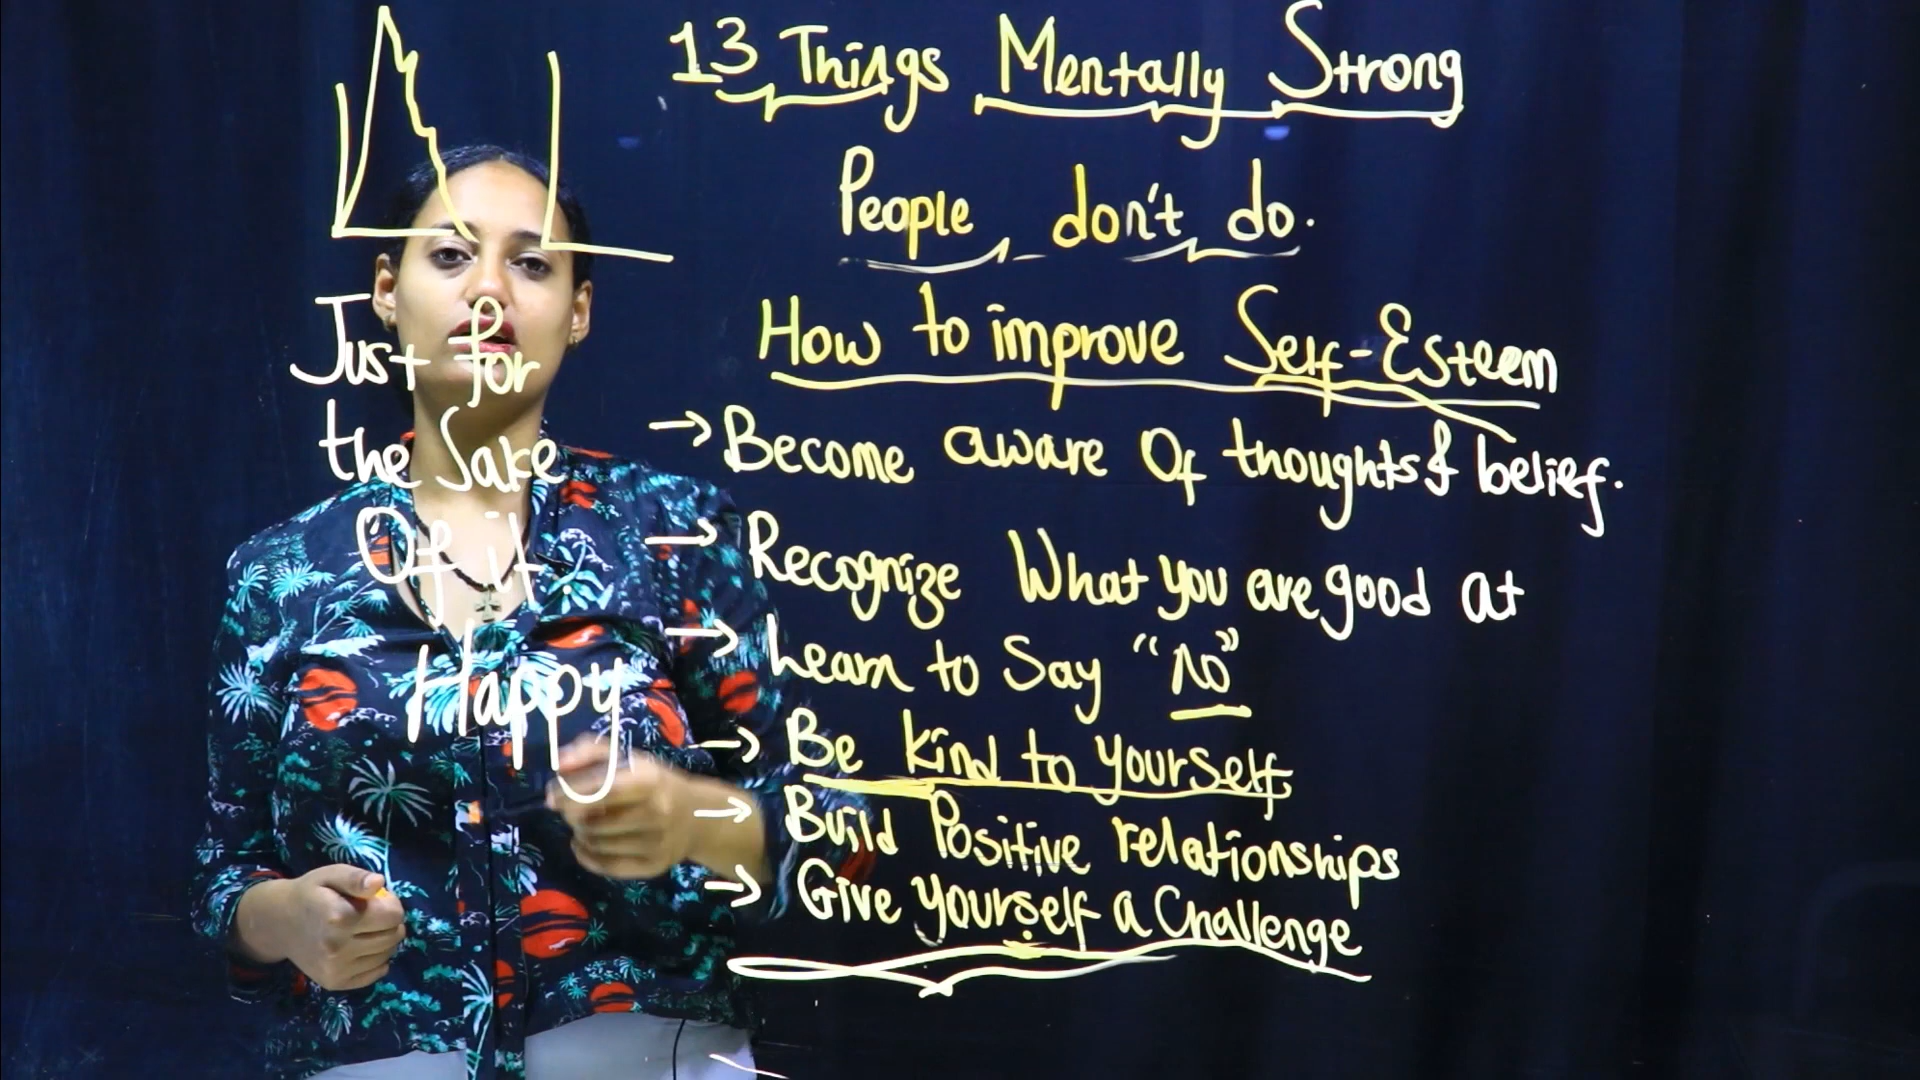 13 Things Mentally Strong
People don't do.
How to improve Self-Esteem
→ Become aware Of thoughts & belief.
→ Recognize What you are good at
→ Learn to Say "No"
→ Be kind to yourself
→ Build Positive relationships
→ Give yourself a Challenge
Just for
the Sake
Of it.
Happy